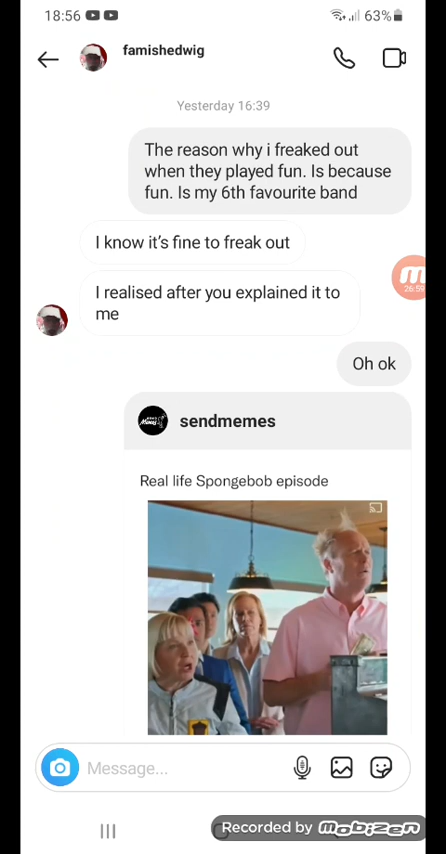 18:56
63%
famishedwig
Yesterday 16:39
The reason why i freaked out
when they played fun. Is because
fun. Is my 6th favourite band
I know it's fine to freak out
26:59
I realised after you explained it to
me
Oh ok
sendmemes
Real life Spongebob episode
Message...
Recorded by Mobizen